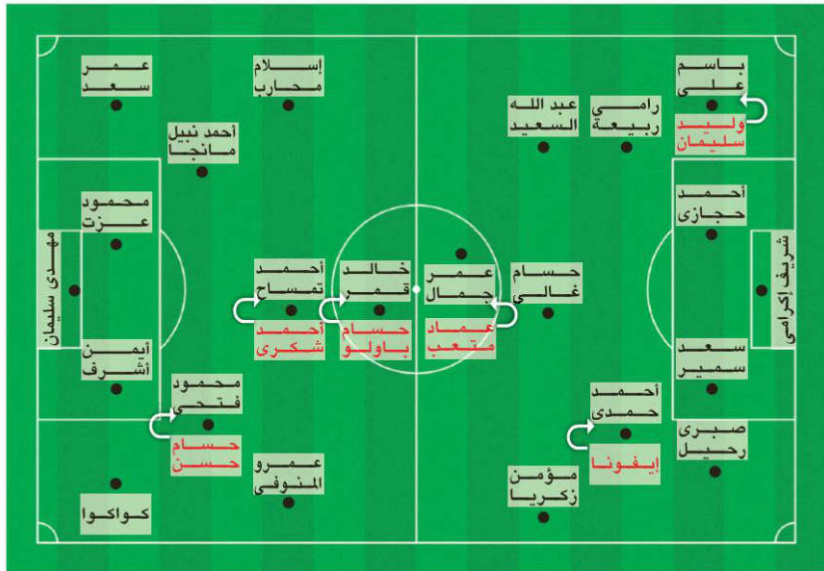 باسم
على
وليد
سليمان
رامى
ربيعة
عبد الله
السعيد
إسلام
محارب
عمر
سعد
أحمد نبيل
مانجا
أحمد
حجازى
محمود
عزت
شريف إكرامى
حسام
غالى
عمر
جمال
عماد
متعب
خالد
قمر
حسام
باولو
أحمد
تمساح
أحمد
شكرى
مهدى سليمان
سعد
سمير
أيمن
أشرف
أحمد
حمدى
إيفونا
محمود
فتحى
حسام
حسن
صبرى
رحيل
مؤمن
زكريا
عمرو
المنوفى
كواكوا